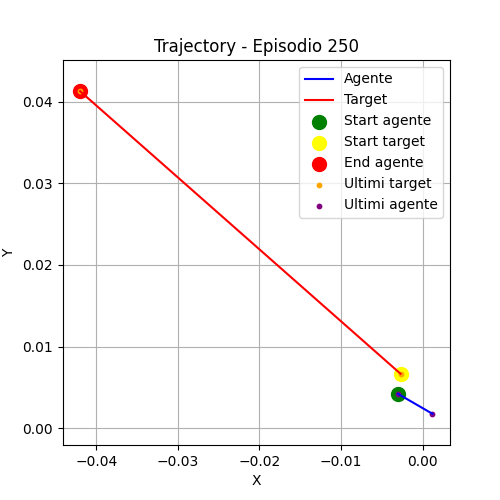 Trajectory - Episodio 250
Agente
Target
Start agente
Start target
End agente
Ultimi target
Ultimi agente
Y
0.04
0.03
0.02
0.01
0.00
−0.04 −0.03 −0.02 −0.01 0.00
X